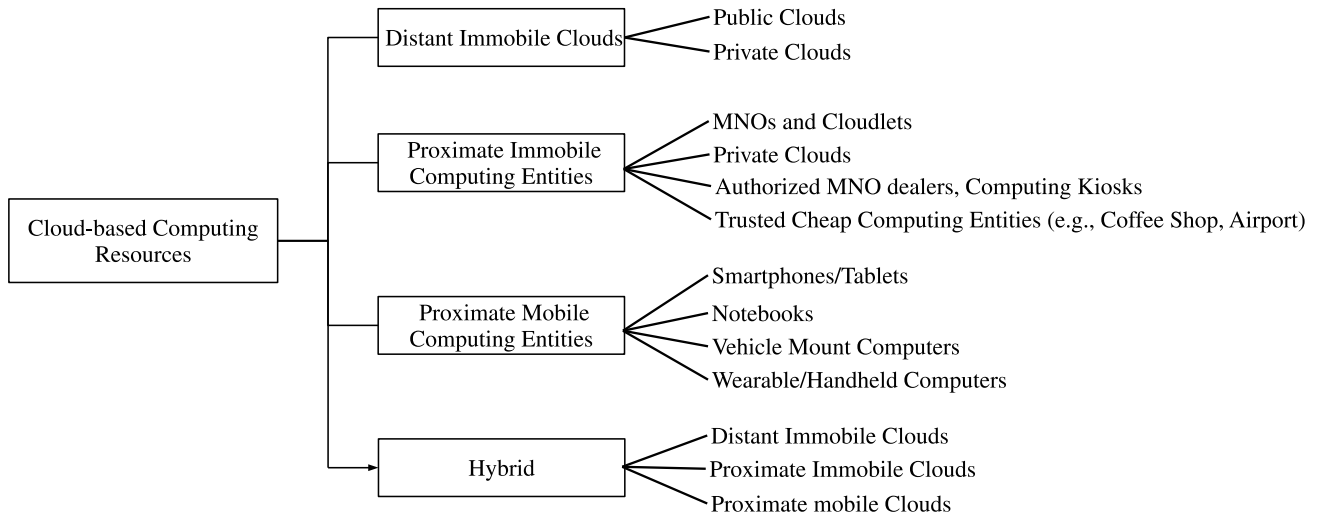 Distant Immobile Clouds
Public Clouds
Private Clouds
Proximate Immobile
Computing Entities
MNOs and Cloudlets
Private Clouds
Authorized MNO dealers, Computing Kiosks
Trusted Cheap Computing Entities (e.g., Coffee Shop, Airport)
Cloud-based Computing
Resources
Proximate Mobile
Computing Entities
Smartphones/Tablets
Notebooks
Vehicle Mount Computers
Wearable/Handheld Computers
Hybrid
Distant Immobile Clouds
Proximate Immobile Clouds
Proximate mobile Clouds